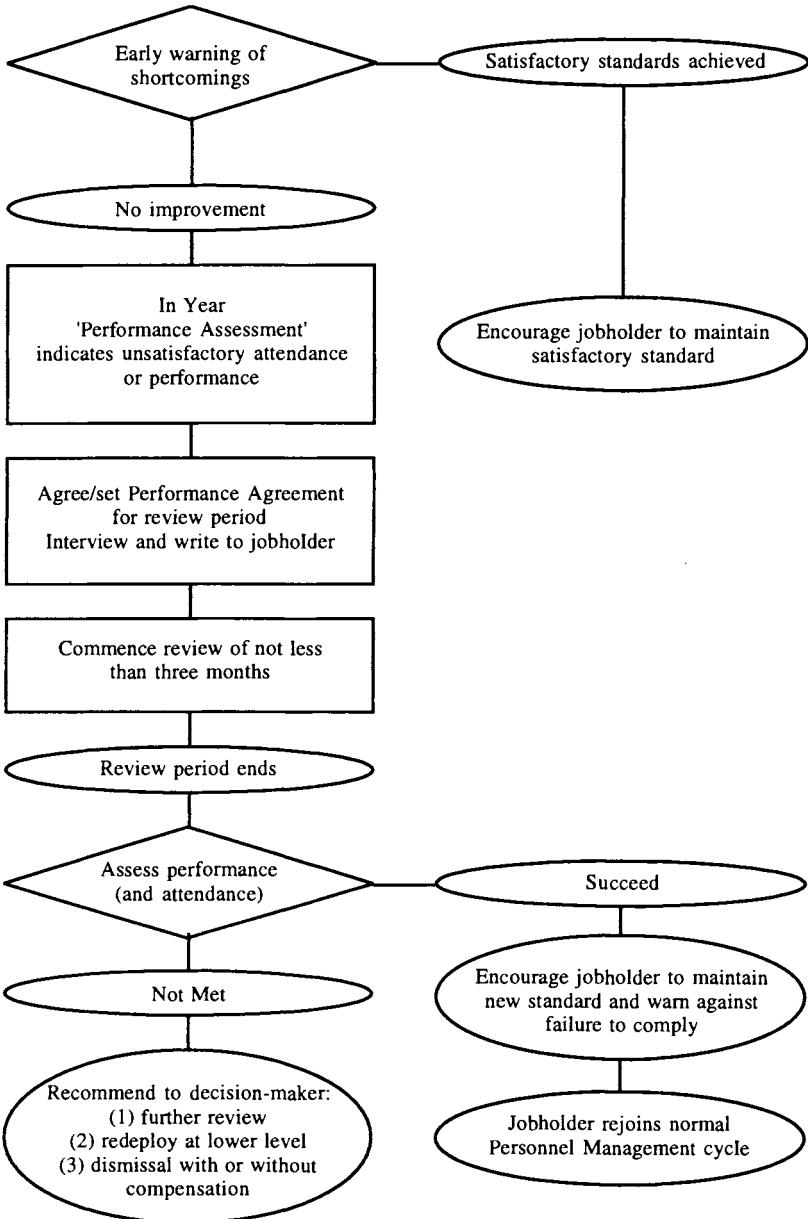 Early warning of
shortcomings
Satisfactory standards achieved
No improvement
In Year
'Performance Assessment'
indicates unsatisfactory attendance
or performance
Encourage jobholder to maintain
satisfactory standard
Agree/set Performance Agreement
for review period
Interview and write to jobholder
Commence review of not less
than three months
Review period ends
Assess performance
(and attendance)
Succeed
Not Met
Encourage jobholder to maintain
new standard and warn against
failure to comply
Recommend to decision-maker:
(1) further review
(2) redeploy at lower level
(3) dismissal with or without
compensation
Jobholder rejoins normal
Personnel Management cycle